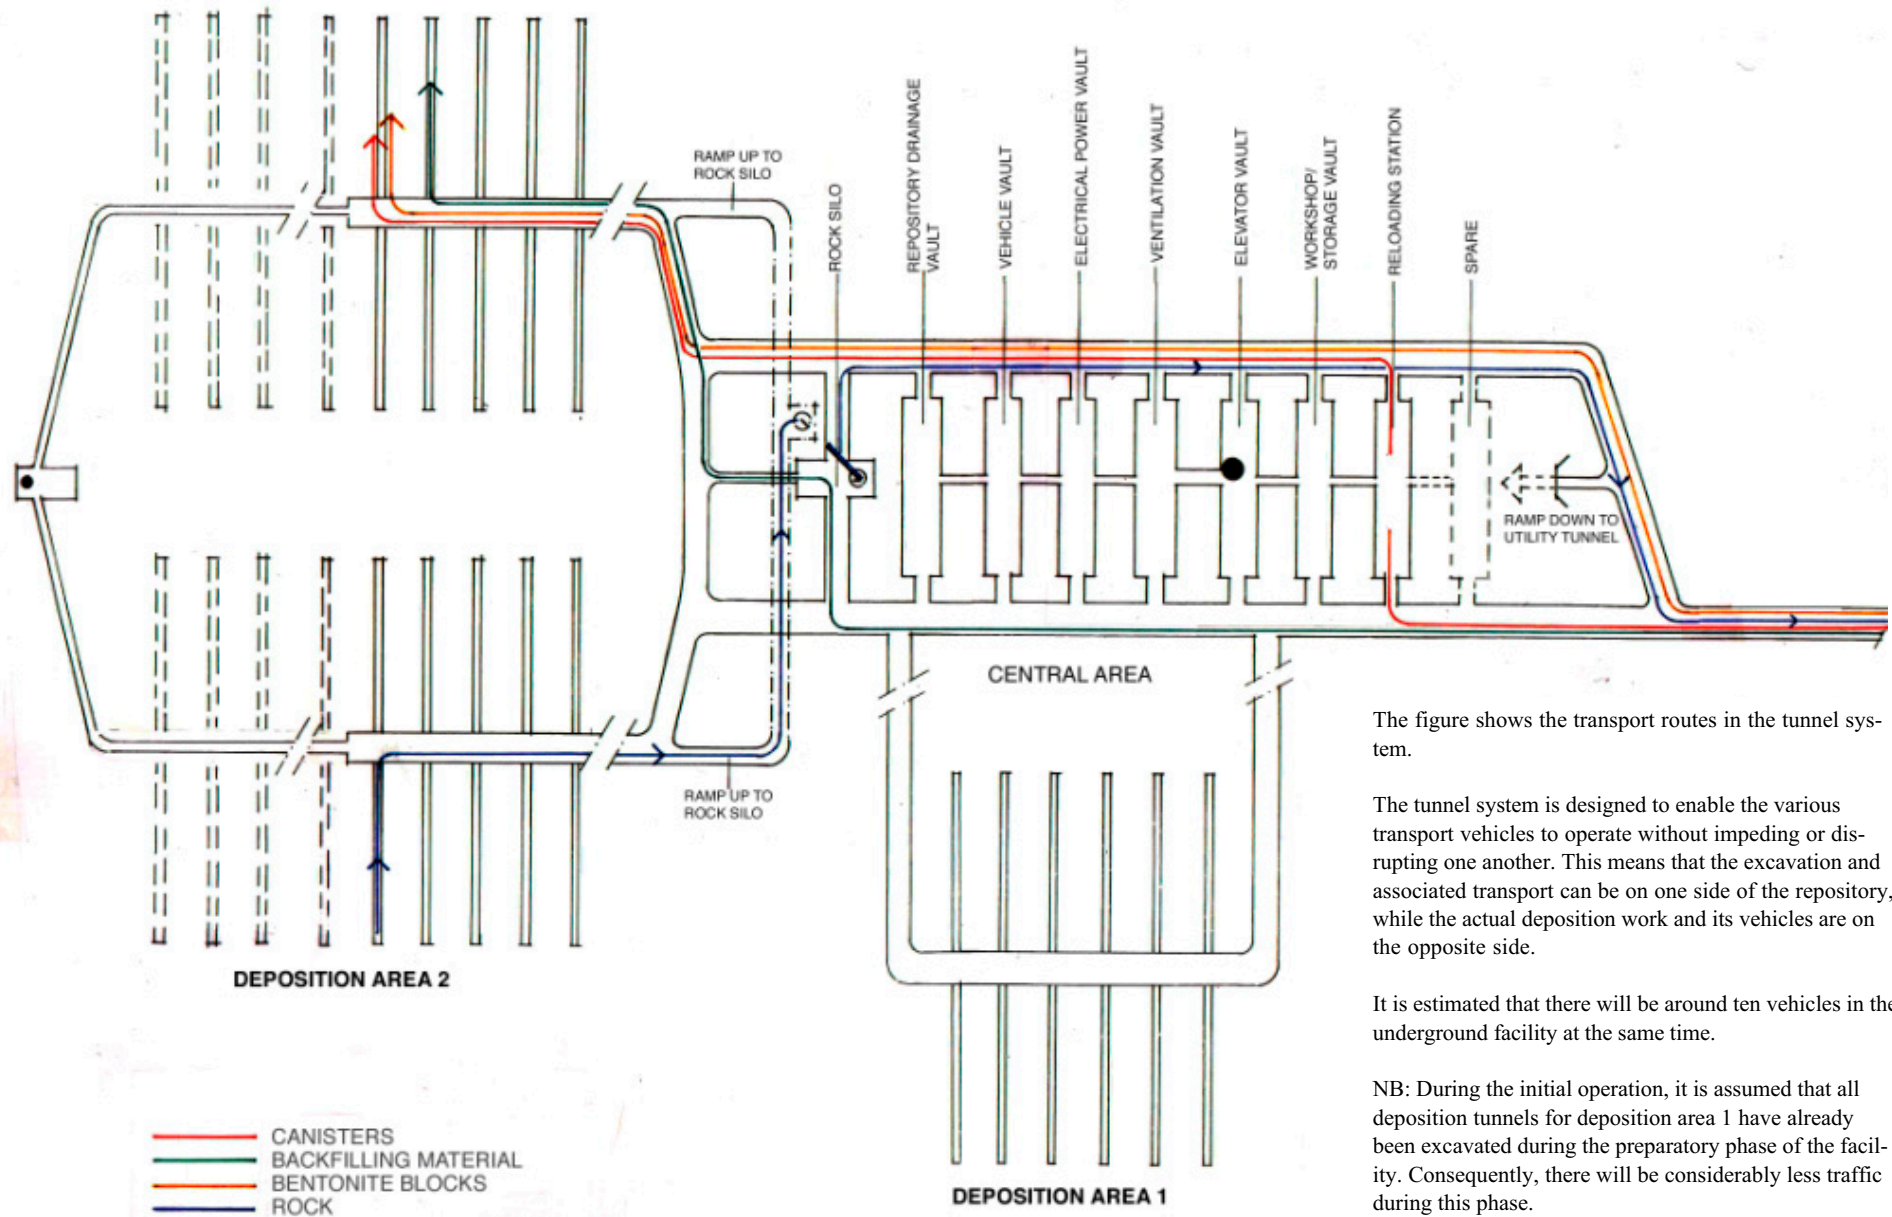 RAMP UP TO
ROCK SILO
ROCK SILO
REPOSITORY DRAINAGE
VAULT
VEHICLE VAULT
ELECTRICAL POWER VAULT
VENTILATION VAULT
ELEVATOR VAULT
WORKSHOP/
STORAGE VAULT
RELOADING STATION
SPARE
RAMP DOWN TO
UTILITY TUNNEL
CENTRAL AREA
RAMP UP TO
ROCK SILO
DEPOSITION AREA 2
DEPOSITION AREA 1
CANISTERS
BACKFILLING MATERIAL
BENTONITE BLOCKS
ROCK
The figure shows the transport routes in the tunnel sys-
tem.
The tunnel system is designed to enable the various
transport vehicles to operate without impeding or dis-
rupting one another. This means that the excavation and
associated transport can be on one side of the repository,
while the actual deposition work and its vehicles are on
the opposite side.
It is estimated that there will be around ten vehicles in the
underground facility at the same time.
NB: During the initial operation, it is assumed that all
deposition tunnels for deposition area 1 have already
been excavated during the preparatory phase of the facil-
ity. Consequently, there will be considerably less traffic
during this phase.